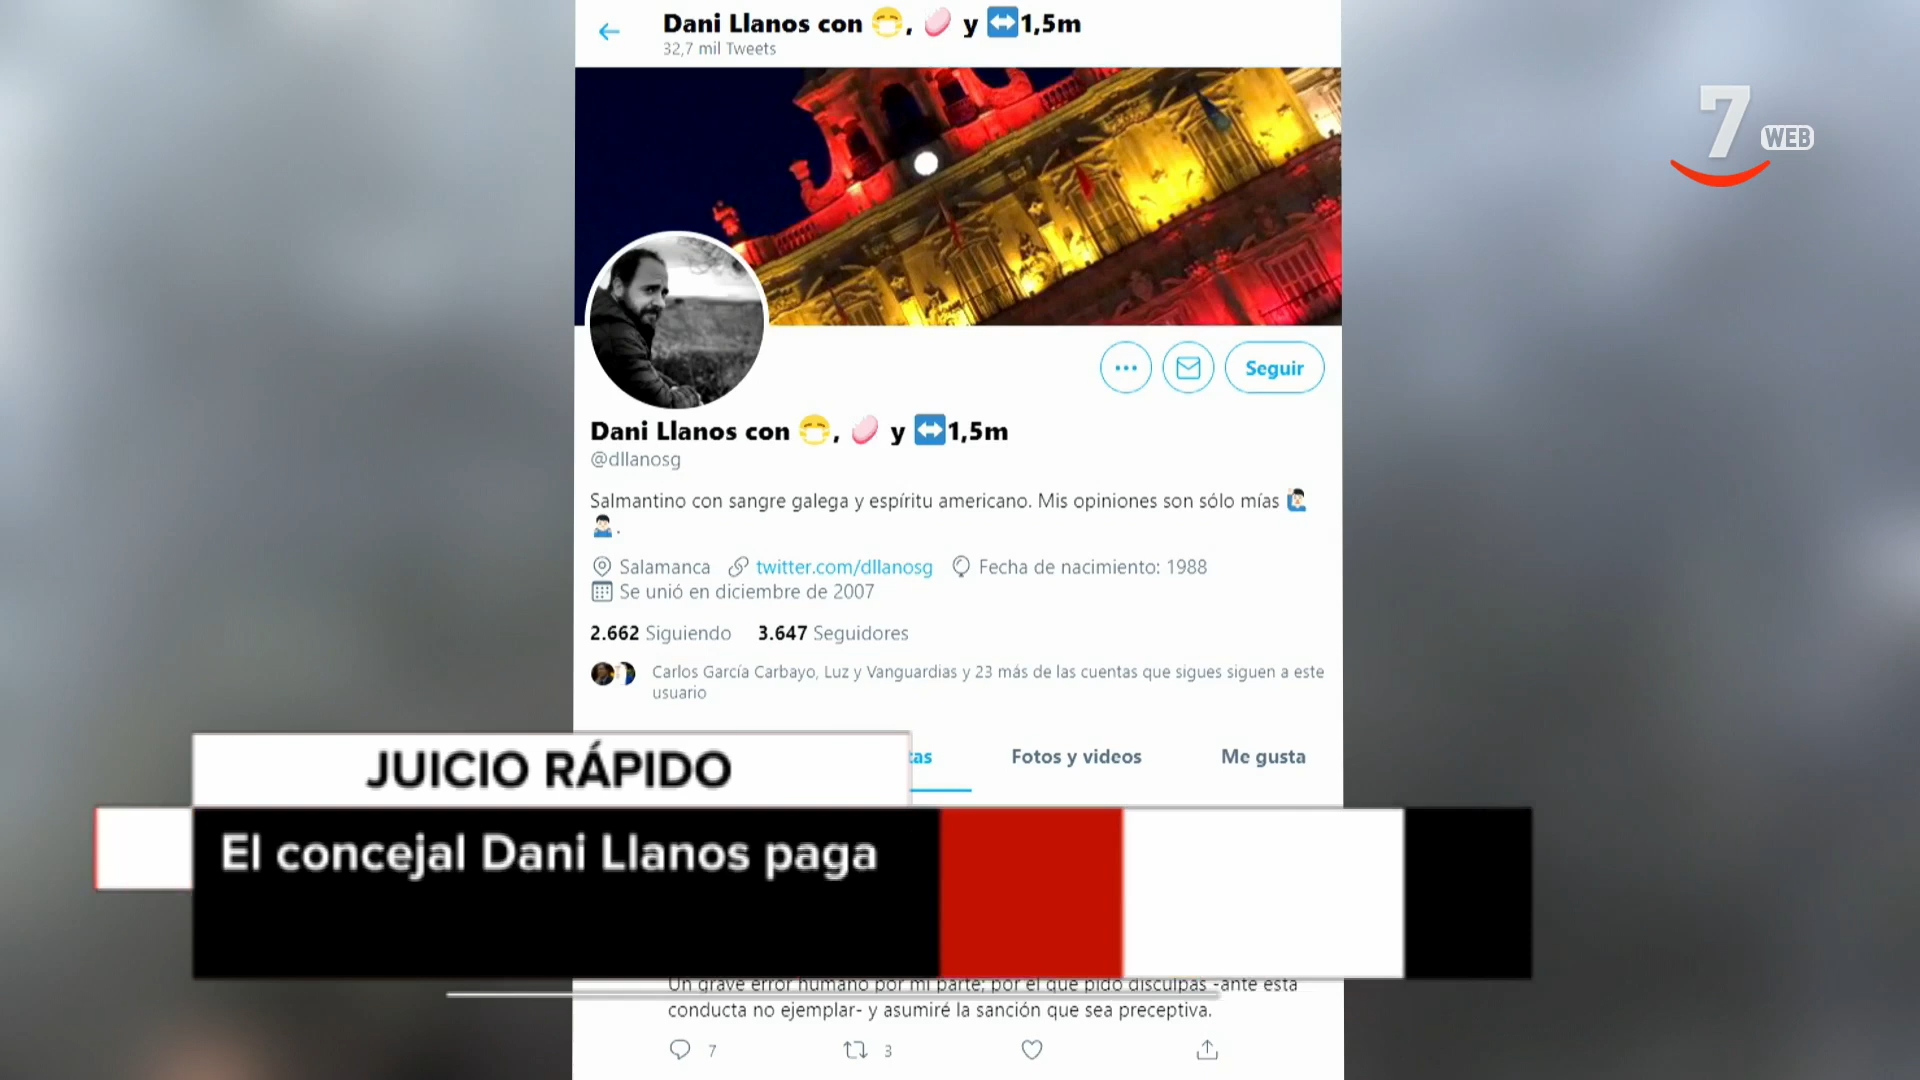 Dani Llanos con 😷, y ↔1,5m
32,7 mil Tweets
7 WEB
Seguir
Dani Llanos con 😷, y ↔1,5m
@dllanosg
Salmantino con sangre galega y espíritu americano. Mis opiniones son sólo mías
.
Salamanca twitter.com/dllanosg Fecha de nacimiento: 1988
Se unió en diciembre de 2007
2.662 Siguiendo 3.647 Seguidores
Carlos García Carbayo, Luz y Vanguardias y 23 más de las cuentas que sigues siguen a este
usuario
tas Fotos y videos Me gusta
JUICIO RÁPIDO
El concejal Dani Llanos paga
Un grave error humano por mi parte; por el que pido disculpas -ante esta
conducta no ejemplar- y asumiré la sanción que sea preceptiva.
7 3